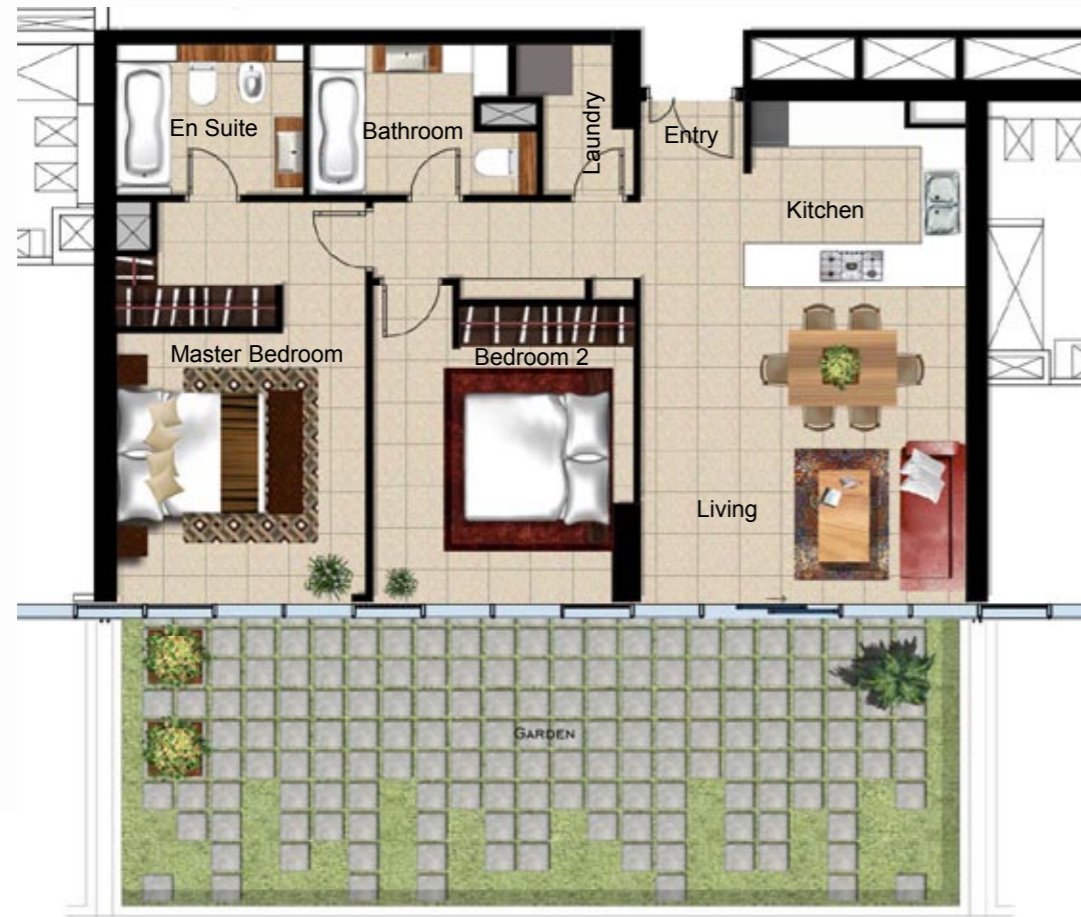 En Suite
Bathroom
Laundry
Entry
Kitchen
Master Bedroom
Bedroom 2
Living
GARDEN